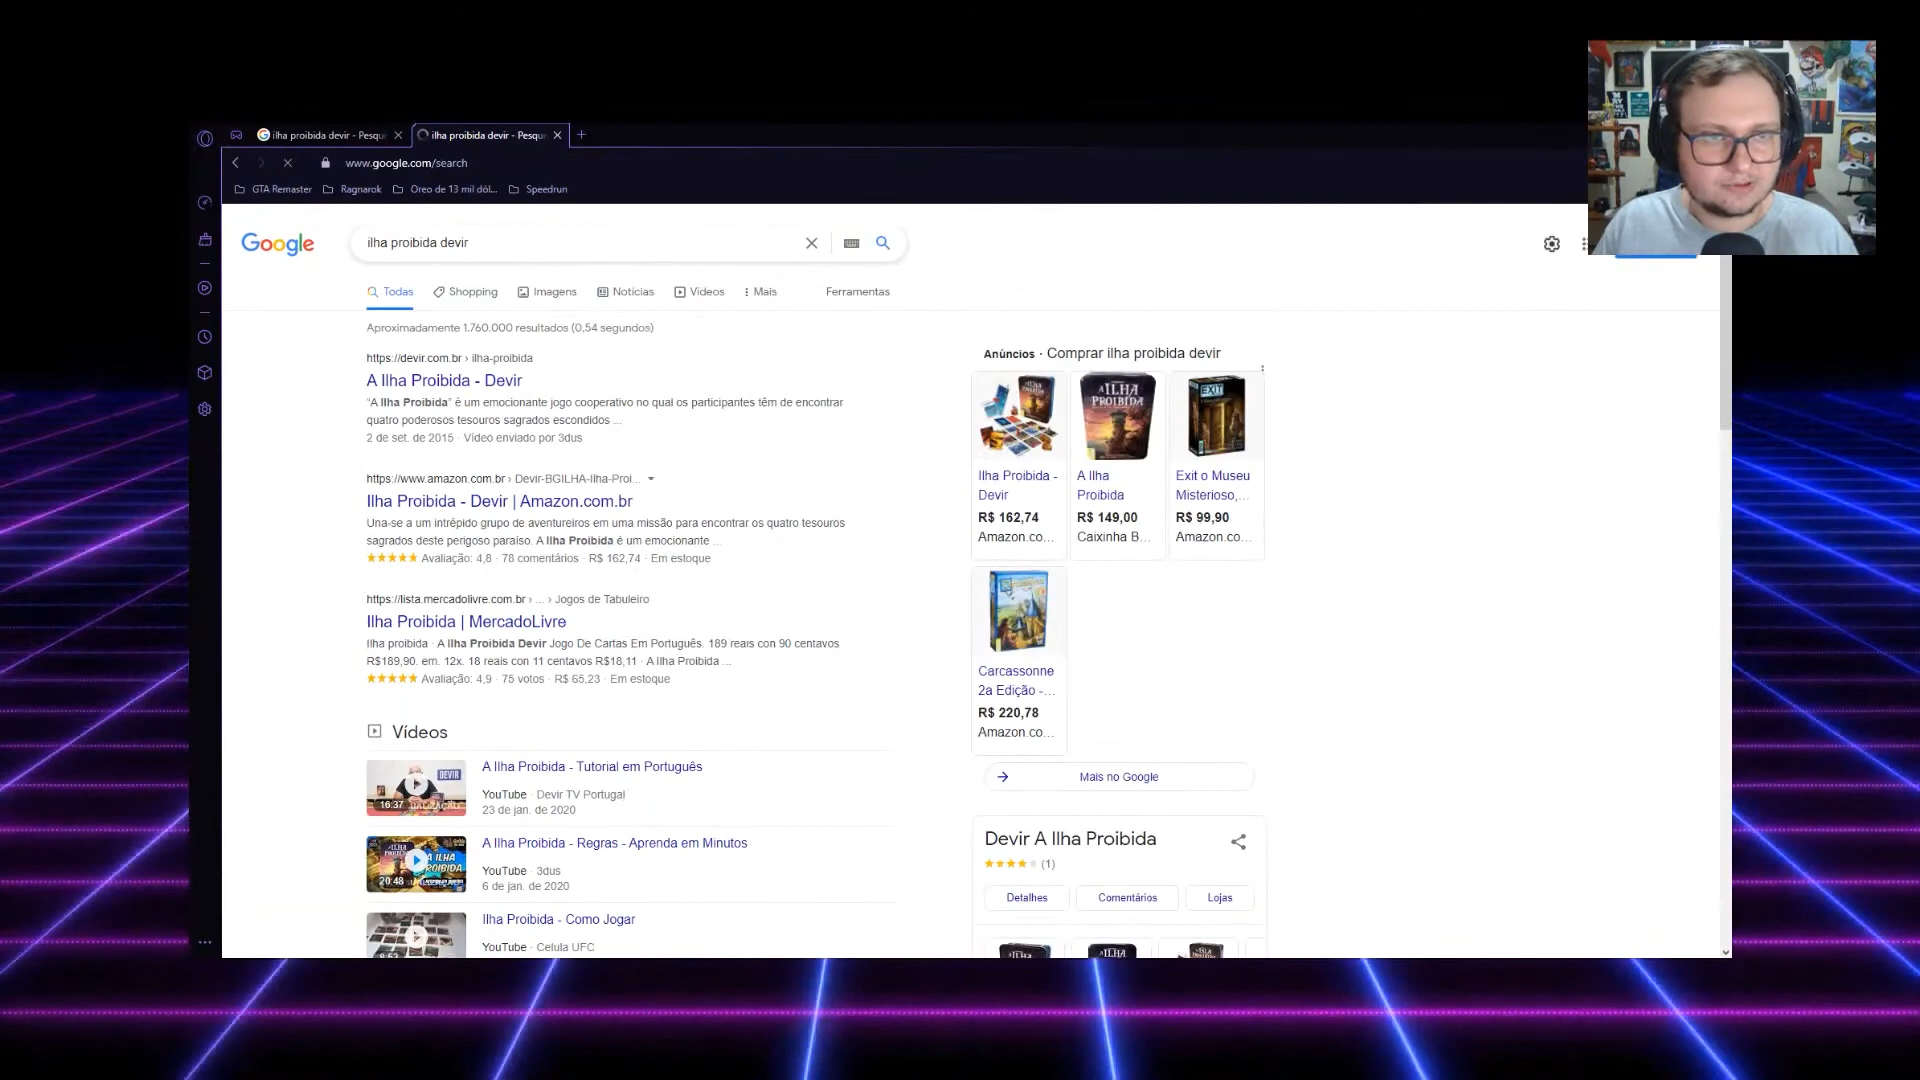 ilha proibida devir - Pesqu
ilha proibida devir - Pesqu
www.google.com/search
GTA Remaster
Ragnarok
Oreo de 13 mil dól...
Speedrun
Google
ilha proibida devir
Todas
Shopping
Imagens
Notícias
Vídeos
Mais
Ferramentas
Aproximadamente 1.760.000 resultados (0,54 segundos)
https://devir.com.br › ilha-proibida
A Ilha Proibida - Devir
“A Ilha Proibida” é um emocionante jogo cooperativo no qual os participantes têm de encontrar
quatro poderosos tesouros sagrados escondidos ...
2 de set. de 2015 · Vídeo enviado por 3dus
https://www.amazon.com.br › Devir-BGILHA-Ilha-Proi...
Ilha Proibida - Devir | Amazon.com.br
Una-se a um intrépido grupo de aventureiros em uma missão para encontrar os quatro tesouros
sagrados deste perigoso paraíso. A Ilha Proibida é um emocionante ...
Avaliação: 4,8 · 78 comentários · R$ 162,74 · Em estoque
https://lista.mercadolivre.com.br › ... › Jogos de Tabuleiro
Ilha Proibida | MercadoLivre
Ilha proibida · A Ilha Proibida Devir Jogo De Cartas Em Português. 189 reais con 90 centavos
R$189,90. em. 12x. 18 reais con 11 centavos R$18,11 · A Ilha Proibida ...
Avaliação: 4,9 · 75 votos · R$ 65,23 · Em estoque
Vídeos
DEVIR
16:37
A Ilha Proibida - Tutorial em Português
YouTube · Devir TV Portugal
23 de jan. de 2020
A ILHA
PROIBIDA
20:48
A Ilha Proibida - Regras - Aprenda em Minutos
YouTube · 3dus
6 de jan. de 2020
Ilha Proibida - Como Jogar
YouTube · Celula UFC
Anúncios · Comprar ilha proibida devir
A ILHA
PROIBIDA
EXIT
Ilha Proibida -
Devir
R$ 162,74
Amazon.co...
A Ilha
Proibida
R$ 149,00
Caixinha B...
Exit o Museu
Misterioso,...
R$ 99,90
Amazon.co...
Carcassonne
2a Edição -...
R$ 220,78
Amazon.co...
Mais no Google
Devir A Ilha Proibida
(1)
Detalhes
Comentários
Lojas